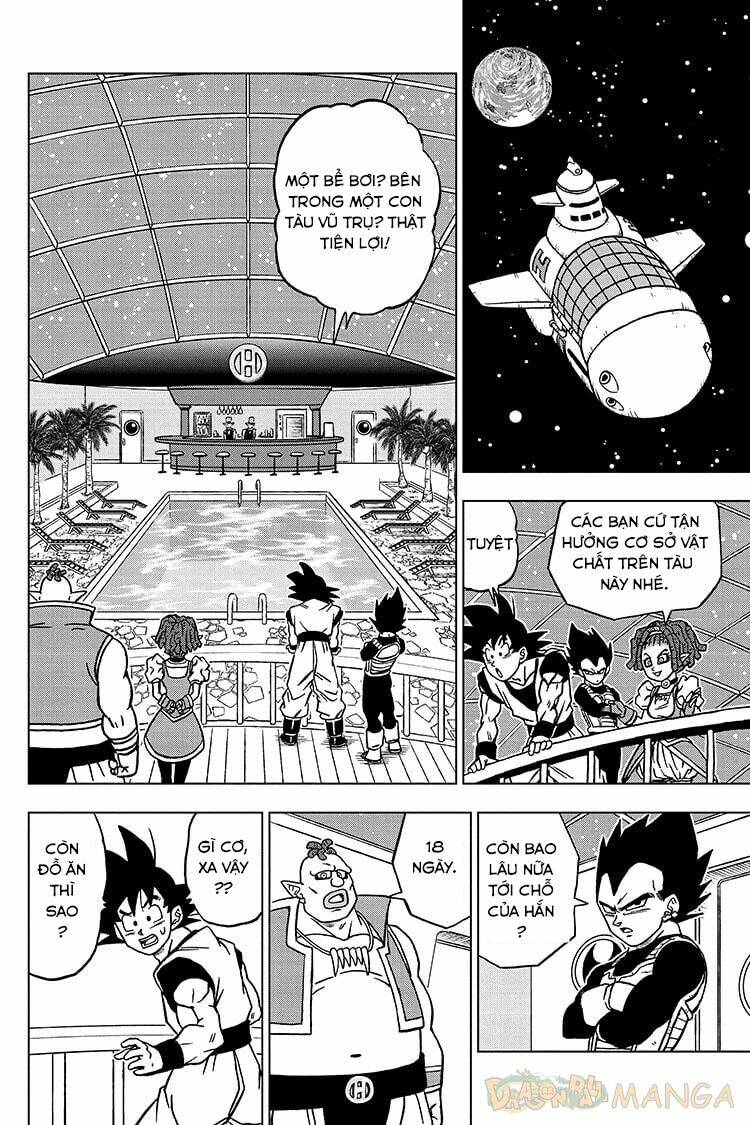 CÁC BẠN CỨ TẬN
HƯỞNG CƠ SỞ VẬT
CHẤT TRÊN TÀU
NÀY NHÉ.
TUYỆT
MỘT BỂ BƠI? BÊN
TRONG MỘT CON
TÀU VŨ TRỤ? THẬT
TIỆN LỢI!
CÒN BAO
LÂU NỮA
TỚI CHỖ
CỦA HẮN
?
18
NGÀY.
GÌ CƠ,
XA VẬY
??
CÒN
ĐỒ ĂN
THÌ
SAO
?
DRAGON BALL MANGA